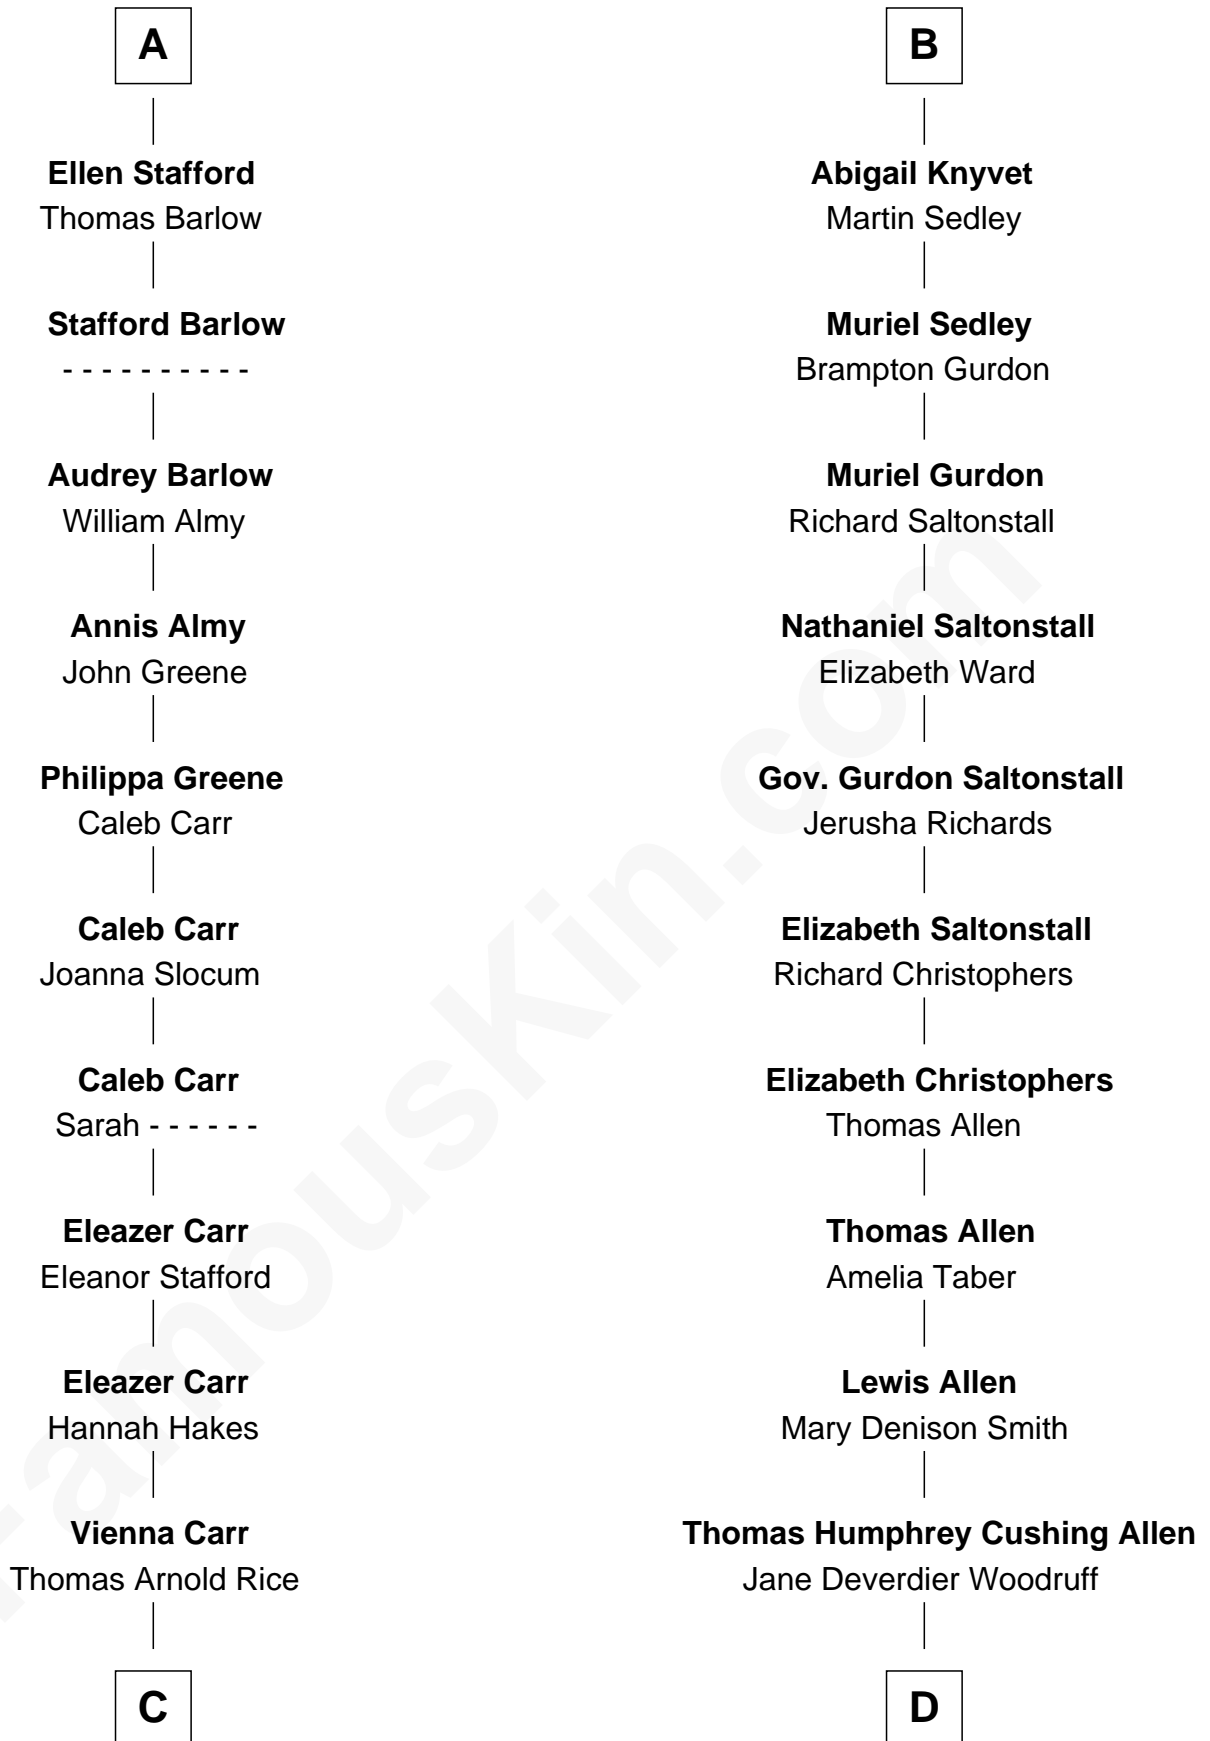 A
Ellen Stafford
Thomas Barlow
Stafford Barlow
- - - - - - - - - -
Audrey Barlow
William Almy
Annis Almy
John Greene
Philippa Greene
Caleb Carr
Caleb Carr
Joanna Slocum
Caleb Carr
Sarah - - - - - -
Eleazer Carr
Eleanor Stafford
Eleazer Carr
Hannah Hakes
Vienna Carr
Thomas Arnold Rice
C
B
Abigail Knyvet
Martin Sedley
Muriel Sedley
Brampton Gurdon
Muriel Gurdon
Richard Saltonstall
Nathaniel Saltonstall
Elizabeth Ward
Gov. Gurdon Saltonstall
Jerusha Richards
Elizabeth Saltonstall
Richard Christophers
Elizabeth Christophers
Thomas Allen
Thomas Allen
Amelia Taber
Lewis Allen
Mary Denison Smith
Thomas Humphrey Cushing Allen
Jane Deverdier Woodruff
D
FamousKin.com